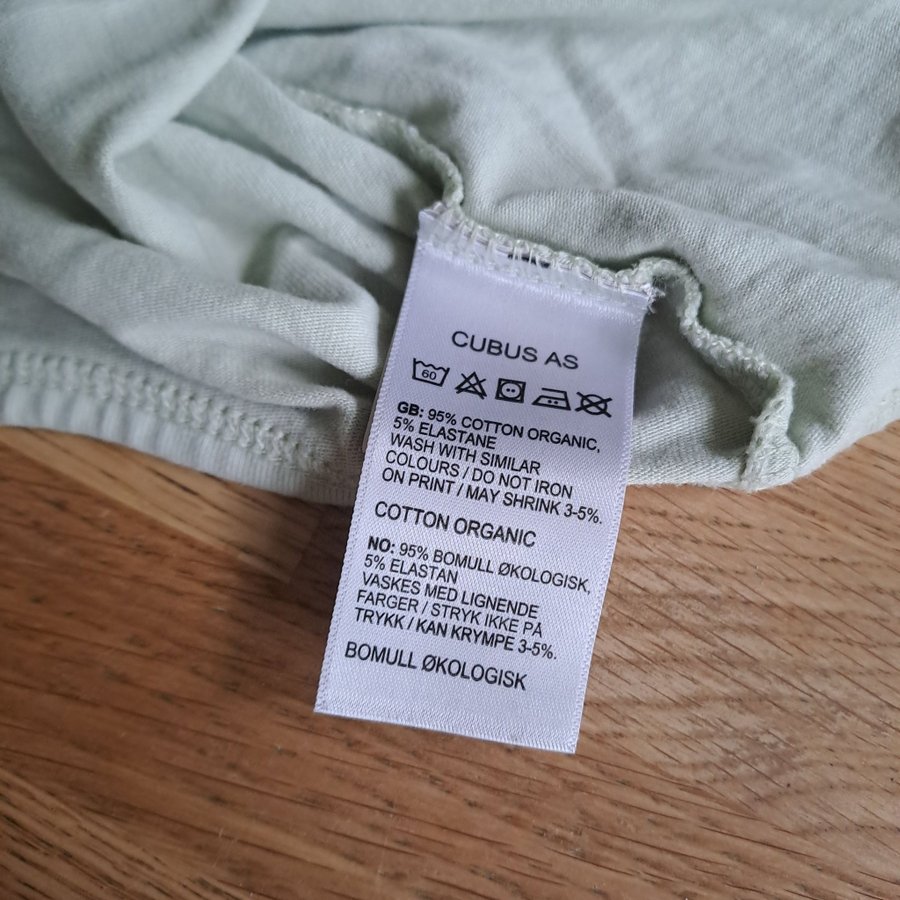 CUBUS AS
60
GB: 95% COTTON ORGANIC,
5% ELASTANE
WASH WITH SIMILAR
COLOURS / DO NOT IRON
ON PRINT / MAY SHRINK 3-5%.
COTTON ORGANIC
NO: 95% BOMULL ØKOLOGISK,
5% ELASTAN
VASKES MED LIGNENDE
FARGER / STRYK IKKE PÅ
TRYKK / KAN KRYMPE 3-5%.
BOMULL ØKOLOGISK